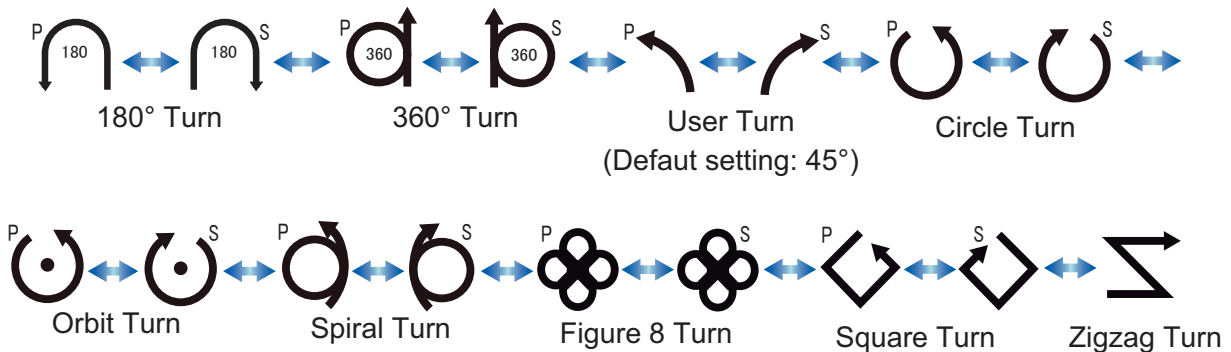 P 180 180 S P 360 360 S P S P S
180° Turn 360° Turn User Turn Circle Turn
(Defaut setting: 45°)
P S P S P S P S
Orbit Turn Spiral Turn Figure 8 Turn Square Turn Zigzag Turn